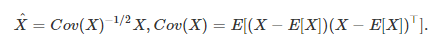 X̂ = Cov(X)^{-1/2} X, Cov(X) = E[(X − E[X])(X − E[X])^⊤].